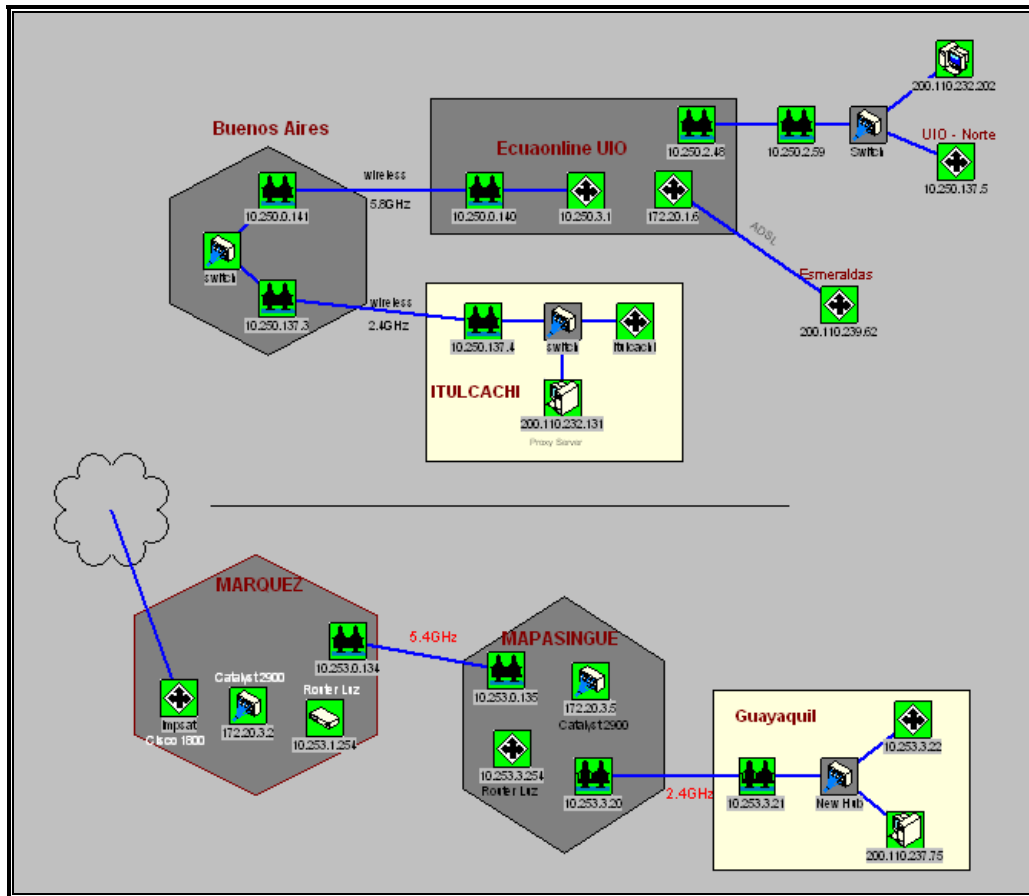 200.110.232.202
Buenos Aires
Ecuaonline UIO
10.250.2.48
10.250.2.59
Switch
UIO - Norte
10.250.137.5
wireless
5.8GHz
10.250.0.141
10.250.0.140
10.250.3.1
172.20.1.6
ADSL
switch
Esmeraldas
200.110.239.62
wireless
2.4GHz
10.250.137.3
10.250.137.4
switch
Itulcachi
ITULCACHI
200.110.232.131
Proxy Server
MARQUEZ
5.4GHz
MAPASINGUE
10.253.0.134
Catalyst2900
Router Luz
10.253.0.135
172.20.3.5
Catalyst2900
Impsat
Cisco 1800
172.20.3.2
10.253.1.254
Guayaquil
10.253.3.22
10.253.3.254
Router Luz
10.253.3.20
2.4GHz
10.253.3.21
New Hub
200.110.237.75